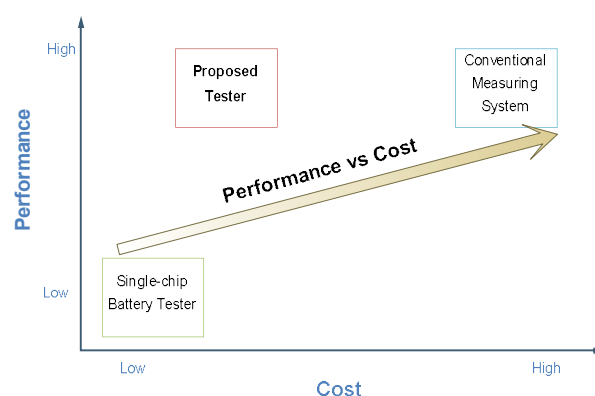 High
Proposed
Tester
Conventional
Measuring
System
Performance
Performance vs Cost
Single-chip
Battery Tester
Low
Low
High
Cost